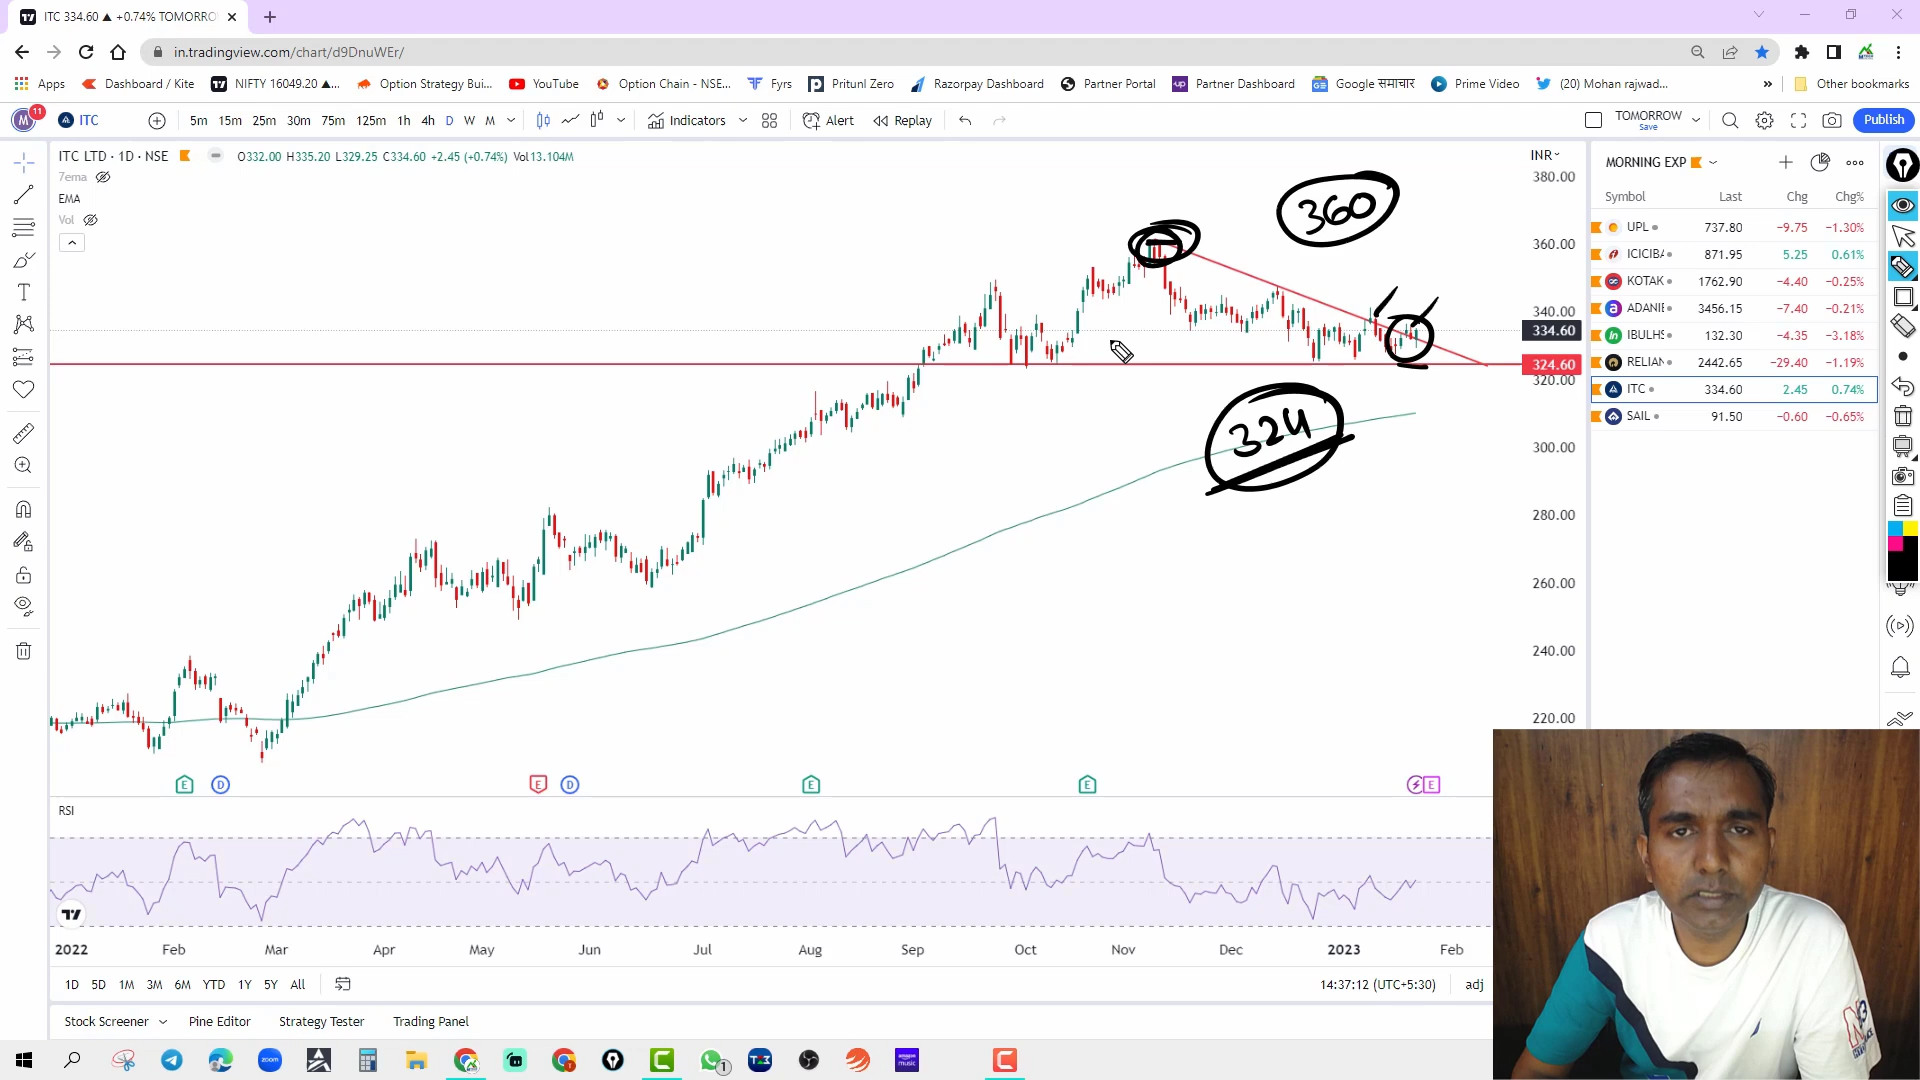 ITC 334.60 ▲ +0.74% TOMORRO
in.tradingview.com/chart/d9DnuWEr/
Apps Dashboard / Kite NIFTY 16049.20 ▲... Option Strategy Bui... YouTube Option Chain - NSE... Fyrs Pritunl Zero Razorpay Dashboard Partner Portal Partner Dashboard Google समाचार Prime Video (20) Mohan rajwad... » Other bookmarks
M 11 ITC 5m 15m 25m 30m 75m 125m 1h 4h D W M Indicators Alert Replay TOMORROW Publish
Save
ITC LTD · 1D · NSE O332.00 H335.20 L329.25 C334.60 +2.45 (+0.74%) Vol13.104M
7ema
EMA
Vol
INR
380.00
360.00
340.00
334.60
324.60
320.00
300.00
280.00
260.00
240.00
220.00
360
324
MORNING EXP
Symbol Last Chg Chg%
UPL 737.80 −9.75 −1.30%
ICICIBA 871.95 5.25 0.61%
KOTAK 1762.90 −4.40 −0.25%
ADANIE 3456.15 −7.40 −0.21%
IBULHS 132.30 −4.35 −3.18%
RELIAN 2442.65 −29.40 −1.19%
ITC 334.60 2.45 0.74%
SAIL 91.50 −0.60 −0.65%
E D E D E E E
RSI
2022 Feb Mar Apr May Jun Jul Aug Sep Oct Nov Dec 2023 Feb
1D 5D 1M 3M 6M YTD 1Y 5Y All 14:37:12 (UTC+5:30) adj
Stock Screener Pine Editor Strategy Tester Trading Panel
zoom
1
amazon music